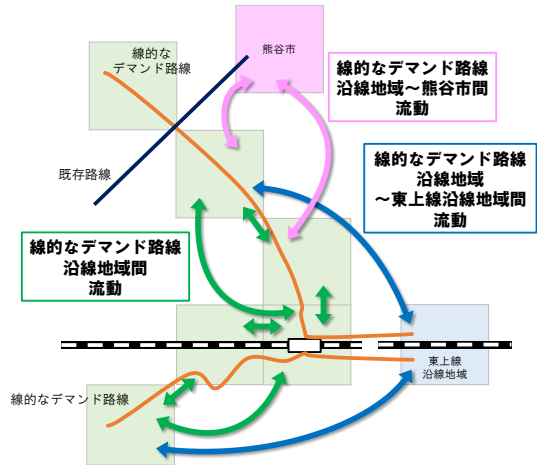 線的な
デマンド路線
熊谷市
線的なデマンド路線
沿線地域～熊谷市間
流動
線的なデマンド路線
沿線地域
～東上線沿線地域間
流動
既存路線
線的なデマンド路線
沿線地域間
流動
東上線
沿線地域
線的なデマンド路線